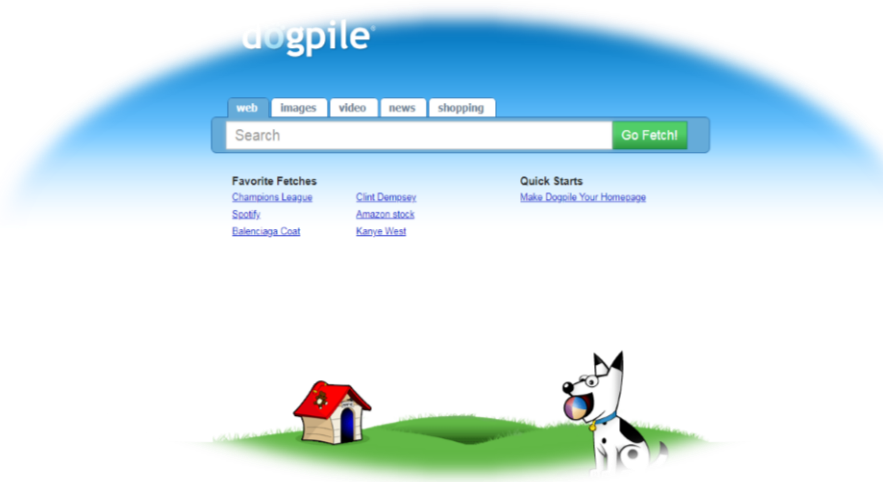 dogpile
web images video news shopping
Search Go Fetch!
Favorite Fetches Quick Starts
Champions League Clint Dempsey Make Dogpile Your Homepage
Spotify Amazon stock
Balenciaga Coat Kanye West